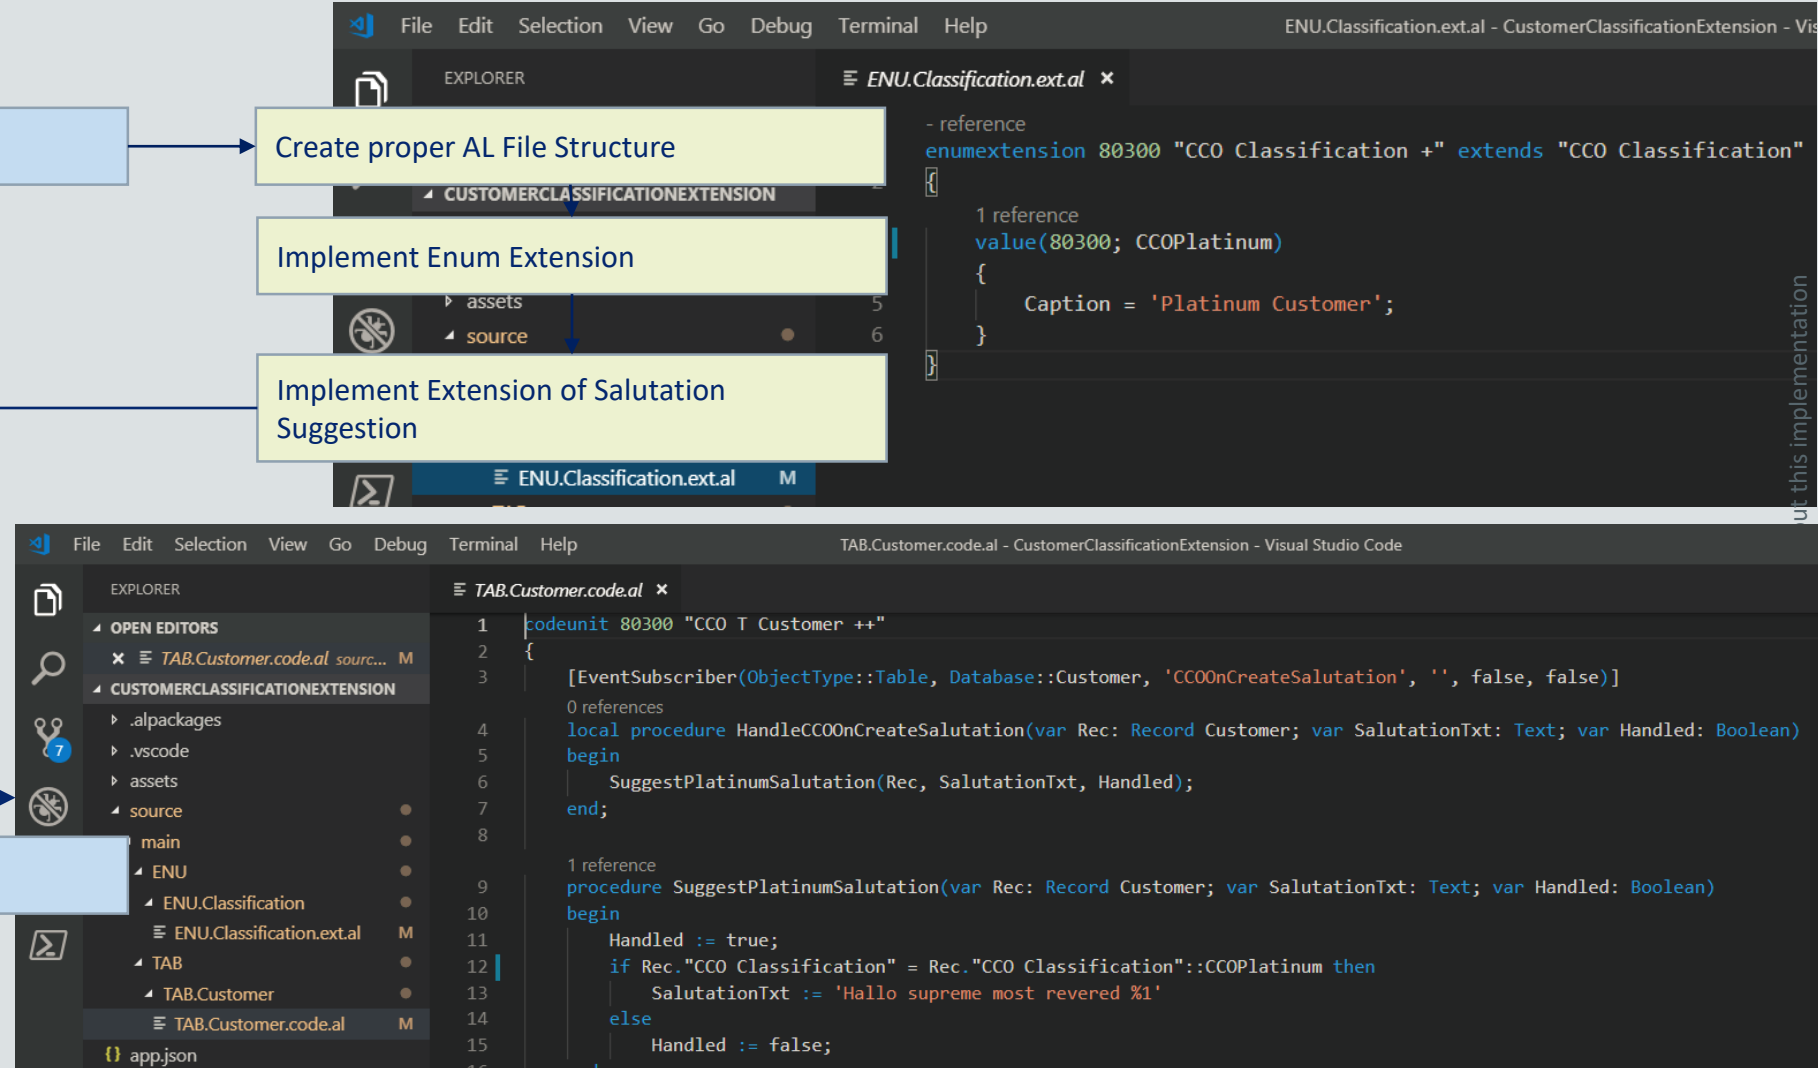 File Edit Selection View Go Debug Terminal Help
ENU.Classification.ext.al - CustomerClassificationExtension -
EXPLORER
ENU.Classification.ext.al ×
Create proper AL File Structure
CUSTOMERCLASSIFICATIONEXTENSION
Implement Enum Extension
assets
source
Implement Extension of Salutation
Suggestion
ENU.Classification.ext.al M
- reference
enumextension 80300 "CCO Classification +" extends "CCO Classification"
2 {
1 reference
value(80300; CCOPlatinum)
{
5 Caption = 'Platinum Customer';
6 }
}
this implementation
File Edit Selection View Go Debug Terminal Help
TAB.Customer.code.al - CustomerClassificationExtension - Visual Studio Code
EXPLORER
OPEN EDITORS
× TAB.Customer.code.al sourc... M
CUSTOMERCLASSIFICATIONEXTENSION
.alpackages
.vscode
7
assets
source
main
ENU
ENU.Classification
ENU.Classification.ext.al M
TAB
TAB.Customer
TAB.Customer.code.al M
{} app.json
TAB.Customer.code.al ×
1 codeunit 80300 "CCO T Customer ++"
2 {
3 [EventSubscriber(ObjectType::Table, Database::Customer, 'CCOOnCreateSalutation', '', false, false)]
0 references
4 local procedure HandleCCOOnCreateSalutation(var Rec: Record Customer; var SalutationTxt: Text; var Handled: Boolean)
5 begin
6 SuggestPlatinumSalutation(Rec, SalutationTxt, Handled);
7 end;
8
1 reference
9 procedure SuggestPlatinumSalutation(var Rec: Record Customer; var SalutationTxt: Text; var Handled: Boolean)
10 begin
11 Handled := true;
12 if Rec."CCO Classification" = Rec."CCO Classification"::CCOPlatinum then
13 SalutationTxt := 'Hallo supreme most revered %1'
14 else
15 Handled := false;